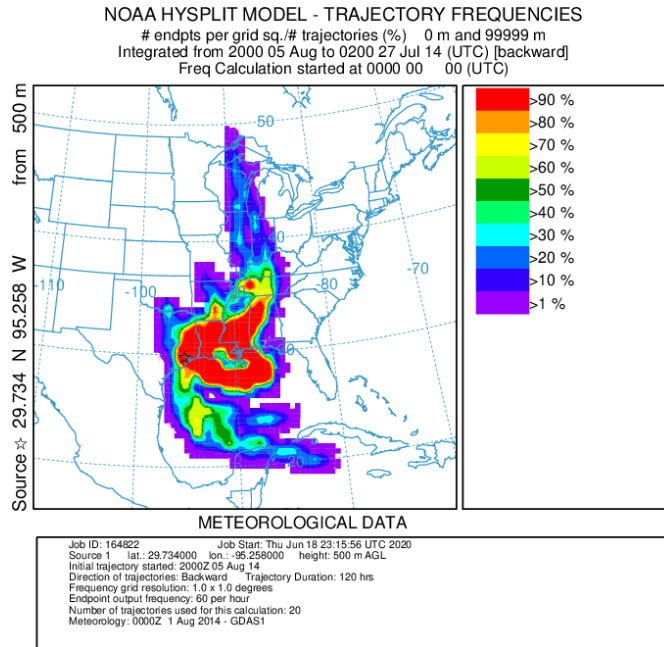 NOAA HYSPLIT MODEL - TRAJECTORY FREQUENCIES
# endpts per grid sq./# trajectories (%) 0 m and 99999 m
Integrated from 2000 05 Aug to 0200 27 Jul 14 (UTC) [backward]
Freq Calculation started at 0000 00 00 (UTC)
Source ☆ 29.734 N 95.258 W from 500 m
50
-110
-100
-80
-70
40
30
20
>90 %
>80 %
>70 %
>60 %
>50 %
>40 %
>30 %
>20 %
>10 %
>1 %
METEOROLOGICAL DATA
Job ID: 164822 Job Start: Thu Jun 18 23:15:56 UTC 2020
Source 1 lat.: 29.734000 lon.: -95.258000 height: 500 m AGL
Initial trajectory started: 2000Z 05 Aug 14
Direction of trajectories: Backward Trajectory Duration: 120 hrs
Frequency grid resolution: 1.0 x 1.0 degrees
Endpoint output frequency: 60 per hour
Number of trajectories used for this calculation: 20
Meteorology: 0000Z 1 Aug 2014 - GDAS1